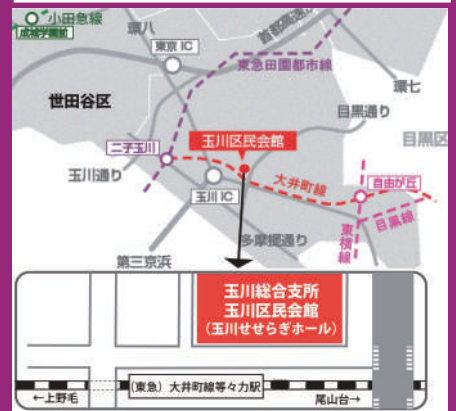 小田急線
成城学園前
環八
東京IC
首都高速
東急田園都市線
環七
世田谷区
目黒通り
玉川区民会館
目黒区
二子玉川
玉川通り
大井町線
自由が丘
玉川IC
目黒線
東横線
多摩堤通り
第三京浜
玉川総合支所
玉川区民会館
(玉川せせらぎホール)
(東急)大井町線等々力駅
←上野毛
尾山台→